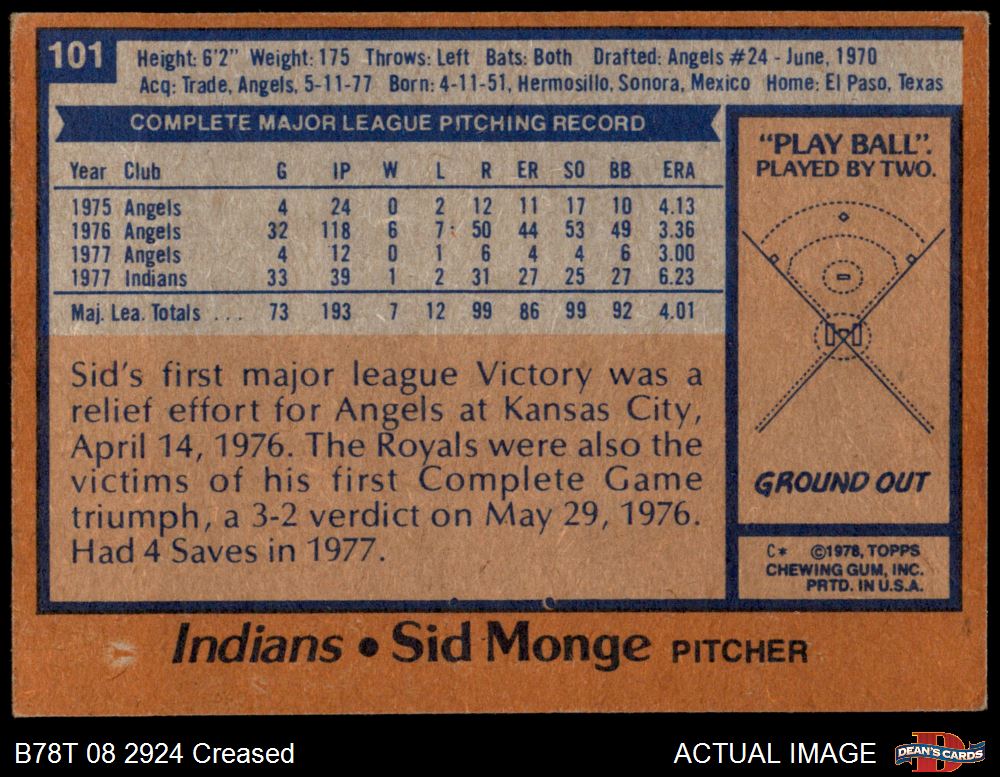 101
Height: 6'2" Weight: 175 Throws: Left Bats: Both Drafted: Angels #24 - June, 1970
Acq: Trade, Angels, 5-11-77 Born: 4-11-51, Hermosillo, Sonora, Mexico Home: El Paso, Texas
COMPLETE MAJOR LEAGUE PITCHING RECORD
Year Club G IP W L R ER SO BB ERA
1975 Angels 4 24 0 2 12 11 17 10 4.13
1976 Angels 32 118 6 7 50 44 53 49 3.36
1977 Angels 4 12 0 1 6 4 4 6 3.00
1977 Indians 33 39 1 2 31 27 25 27 6.23
Maj. Lea. Totals ... 73 193 7 12 99 86 99 92 4.01
Sid's first major league Victory was a
relief effort for Angels at Kansas City,
April 14, 1976. The Royals were also the
victims of his first Complete Game
triumph, a 3-2 verdict on May 29, 1976.
Had 4 Saves in 1977.
"PLAY BALL".
PLAYED BY TWO.
GROUND OUT
C* ©1978, TOPPS
CHEWING GUM, INC.
PRTD. IN U.S.A.
Indians • Sid Monge PITCHER
B78T 08 2924 Creased
ACTUAL IMAGE
DEAN'S CARDS